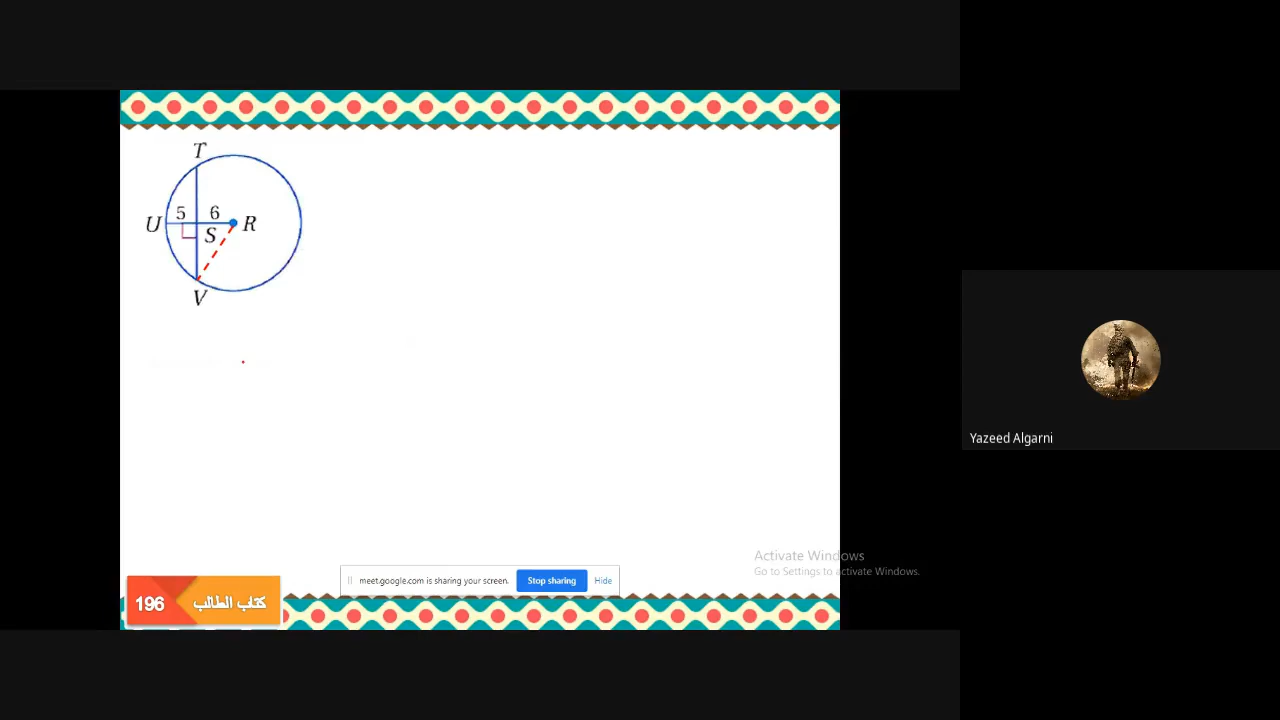 T
5 6
U R
S
V
Yazeed Algarni
Activate Windows
Go to Settings to activate Windows.
meet.google.com is sharing your screen. Stop sharing Hide
كتاب الطالب 196